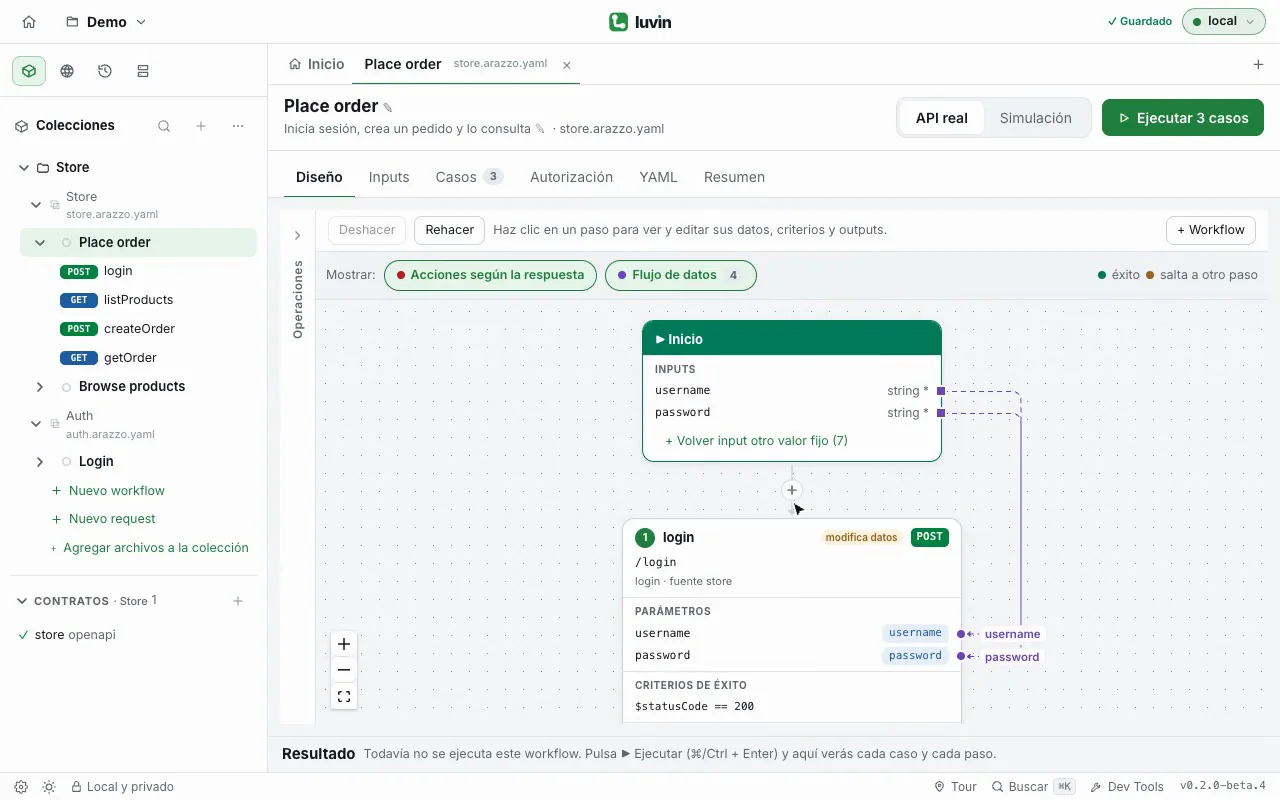 Demo
luvin
✓ Guardado
local
Inicio
Place order store.arazzo.yaml ×
Place order
Inicia sesión, crea un pedido y lo consulta · store.arazzo.yaml
API real
Simulación
Ejecutar 3 casos
Colecciones
Store
Store
store.arazzo.yaml
Place order
POST login
GET listProducts
POST createOrder
GET getOrder
Browse products
Auth
auth.arazzo.yaml
Login
+ Nuevo workflow
+ Nuevo request
+ Agregar archivos a la colección
CONTRATOS · Store 1
store openapi
Diseño
Inputs
Casos 3
Autorización
YAML
Resumen
Operaciones
Deshacer
Rehacer
Haz clic en un paso para ver y editar sus datos, criterios y outputs.
+ Workflow
Mostrar:
Acciones según la respuesta
Flujo de datos 4
éxito
salta a otro paso
Inicio
INPUTS
username string *
password string *
+ Volver input otro valor fijo (7)
1 login modifica datos POST
/login
login · fuente store
PARÁMETROS
username username username
password password password
CRITERIOS DE ÉXITO
$statusCode == 200
Resultado Todavía no se ejecuta este workflow. Pulsa ▶ Ejecutar (⌘/Ctrl + Enter) y aquí verás cada caso y cada paso.
Local y privado
Tour
Buscar ⌘K
Dev Tools
v0.2.0-beta.4